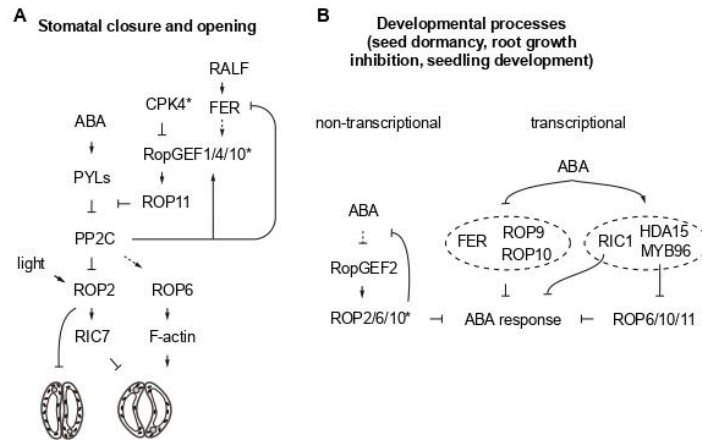 A
Stomatal closure and opening
RALF
CPK4*
FER
ABA
RopGEF1/4/10*
PYLs
ROP11
PP2C
light
ROP2
ROP6
RIC7
F-actin
B
Developmental processes
(seed dormancy, root growth
inhibition, seedling development)
non-transcriptional
transcriptional
ABA
ABA
FER
ROP9
ROP10
RIC1
HDA15
MYB96
RopGEF2
ROP2/6/10*
ABA response
ROP6/10/11